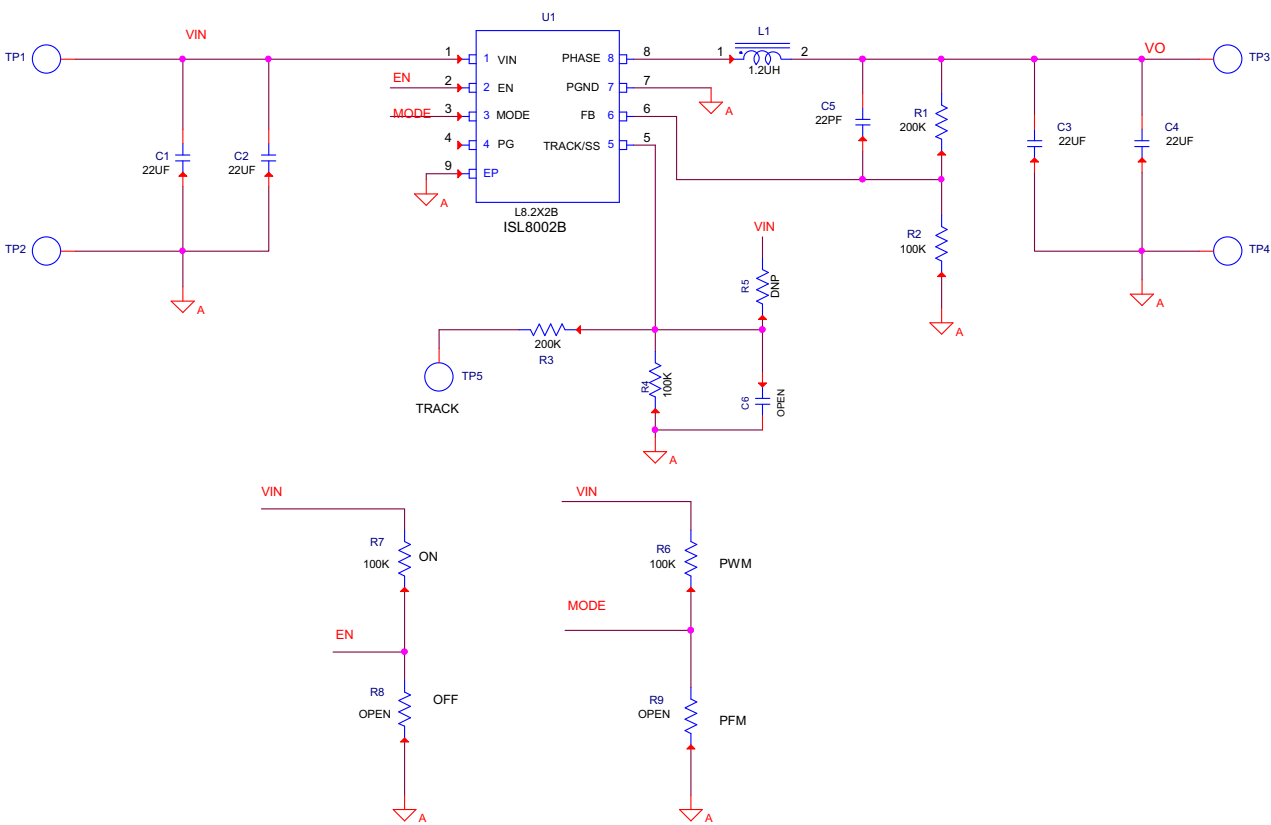 U1
VIN
L1
TP1
1
1 VIN
PHASE 8
8
1
2
VO
TP3
EN
2
2 EN
PGND 7
7
1.2UH
A
MODE
3
3 MODE
FB 6
6
C5
22PF
R1
200K
C3
22UF
C4
22UF
4
4 PG
TRACK/SS 5
5
C1
22UF
C2
22UF
9
EP
A
L8.2X2B
ISL8002B
VIN
R2
100K
TP2
TP4
A
R5
DNP
A
A
200K
R3
TP5
R4
100K
C6
OPEN
TRACK
A
VIN
VIN
R7
100K
ON
R6
100K
PWM
MODE
EN
R8
OPEN
OFF
R9
OPEN
PFM
A
A